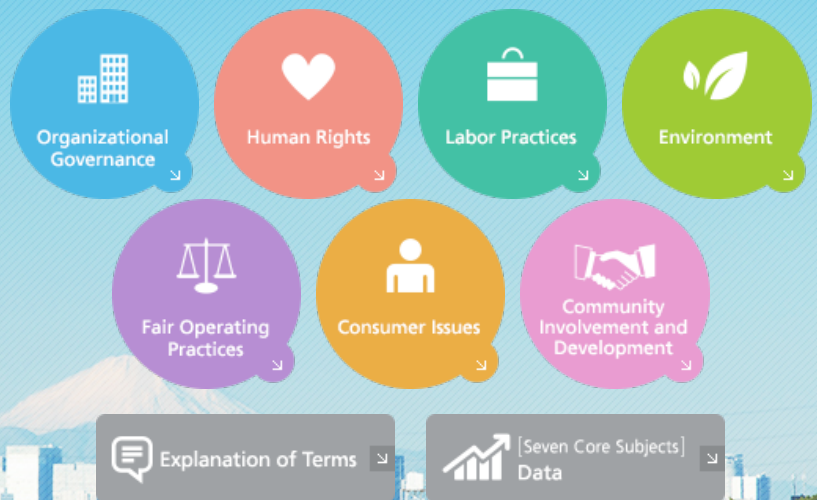 Organizational
Governance
Human Rights
Labor Practices
Environment
Fair Operating
Practices
Consumer Issues
Community
Involvement and
Development
Explanation of Terms
[Seven Core Subjects]
Data